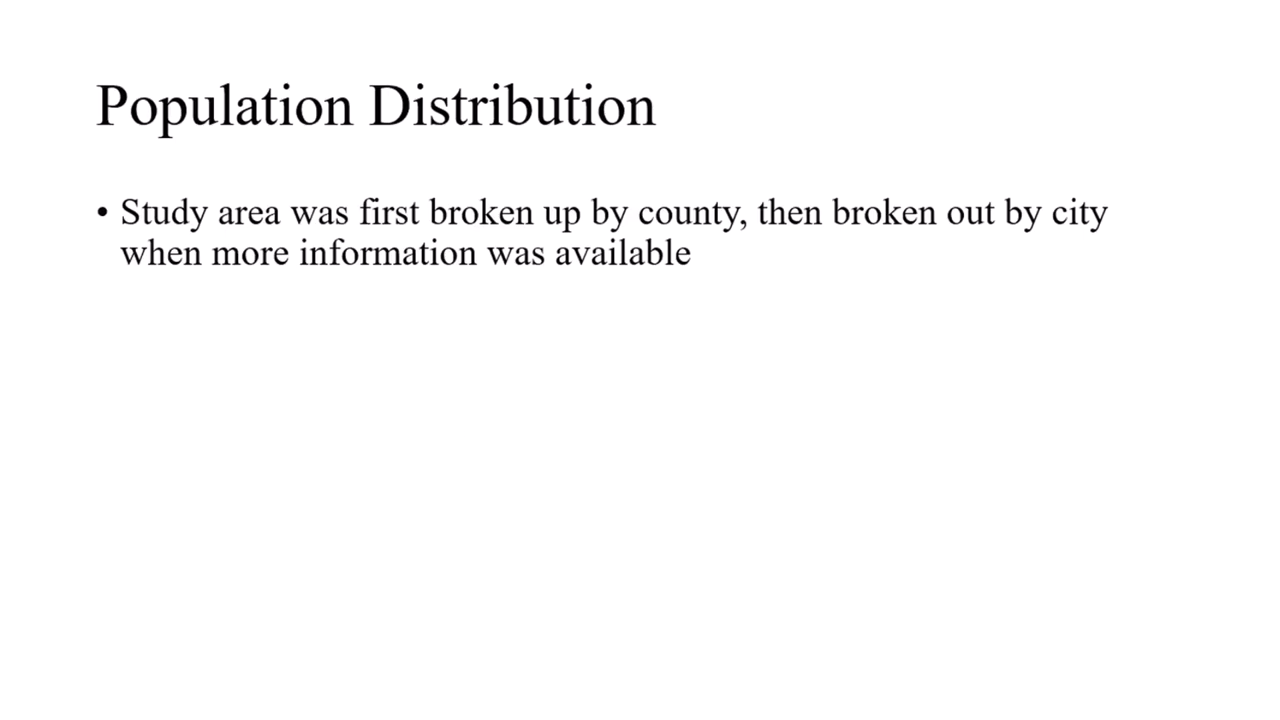 Population Distribution
• Study area was first broken up by county, then broken out by city
when more information was available